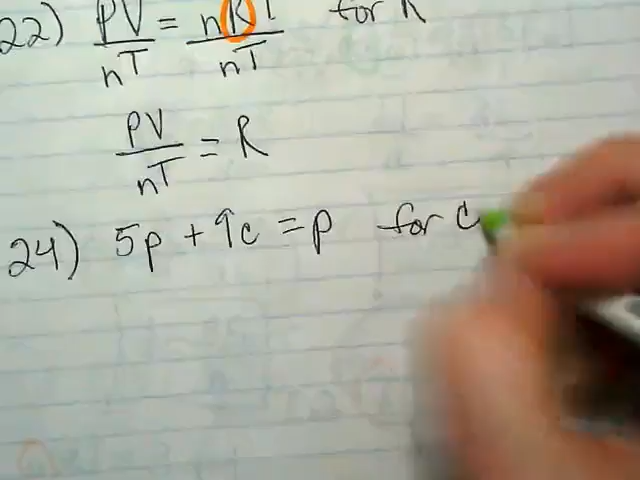 22) PV/nT = nRT/nT for R
PV/nT = R
24) 5p + 9c = p for c